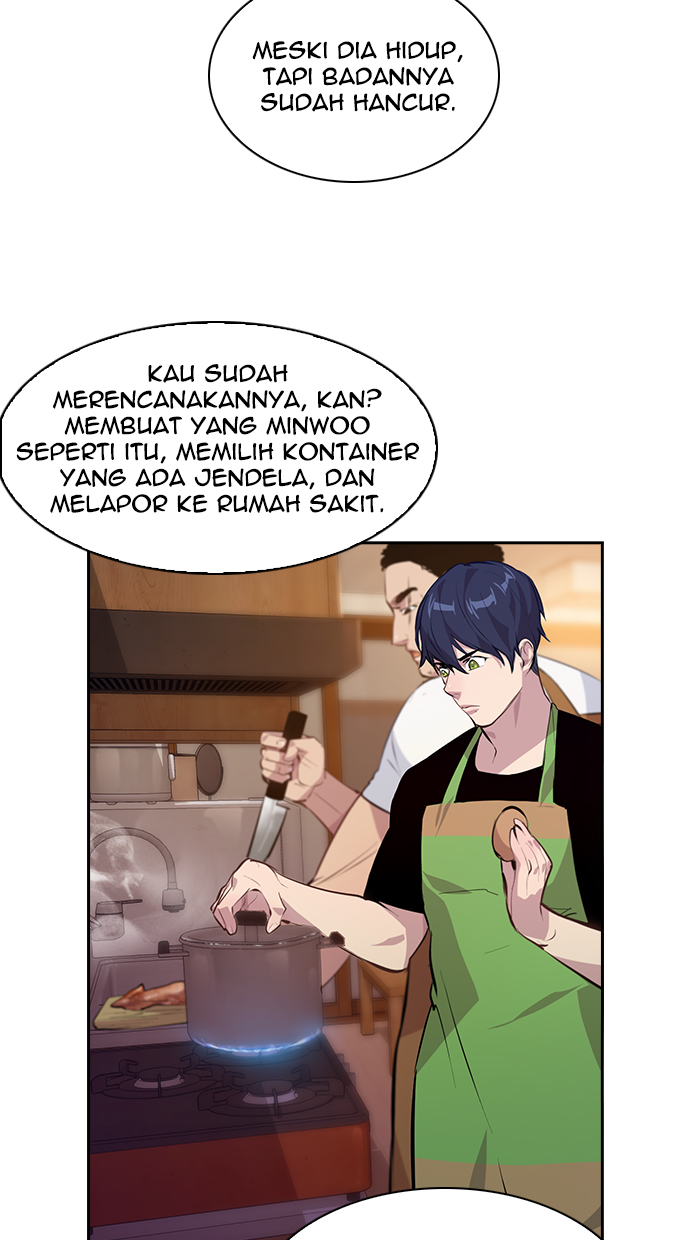 MESKI DIA HIDUP,
TAPI BADANNYA
SUDAH HANCUR.
KAU SUDAH
MERENCANAKANNYA, KAN?
MEMBUAT YANG MINWOO
SEPERTI ITU, MEMILIH KONTAINER
YANG ADA JENDELA, DAN
MELAPOR KE RUMAH SAKIT.